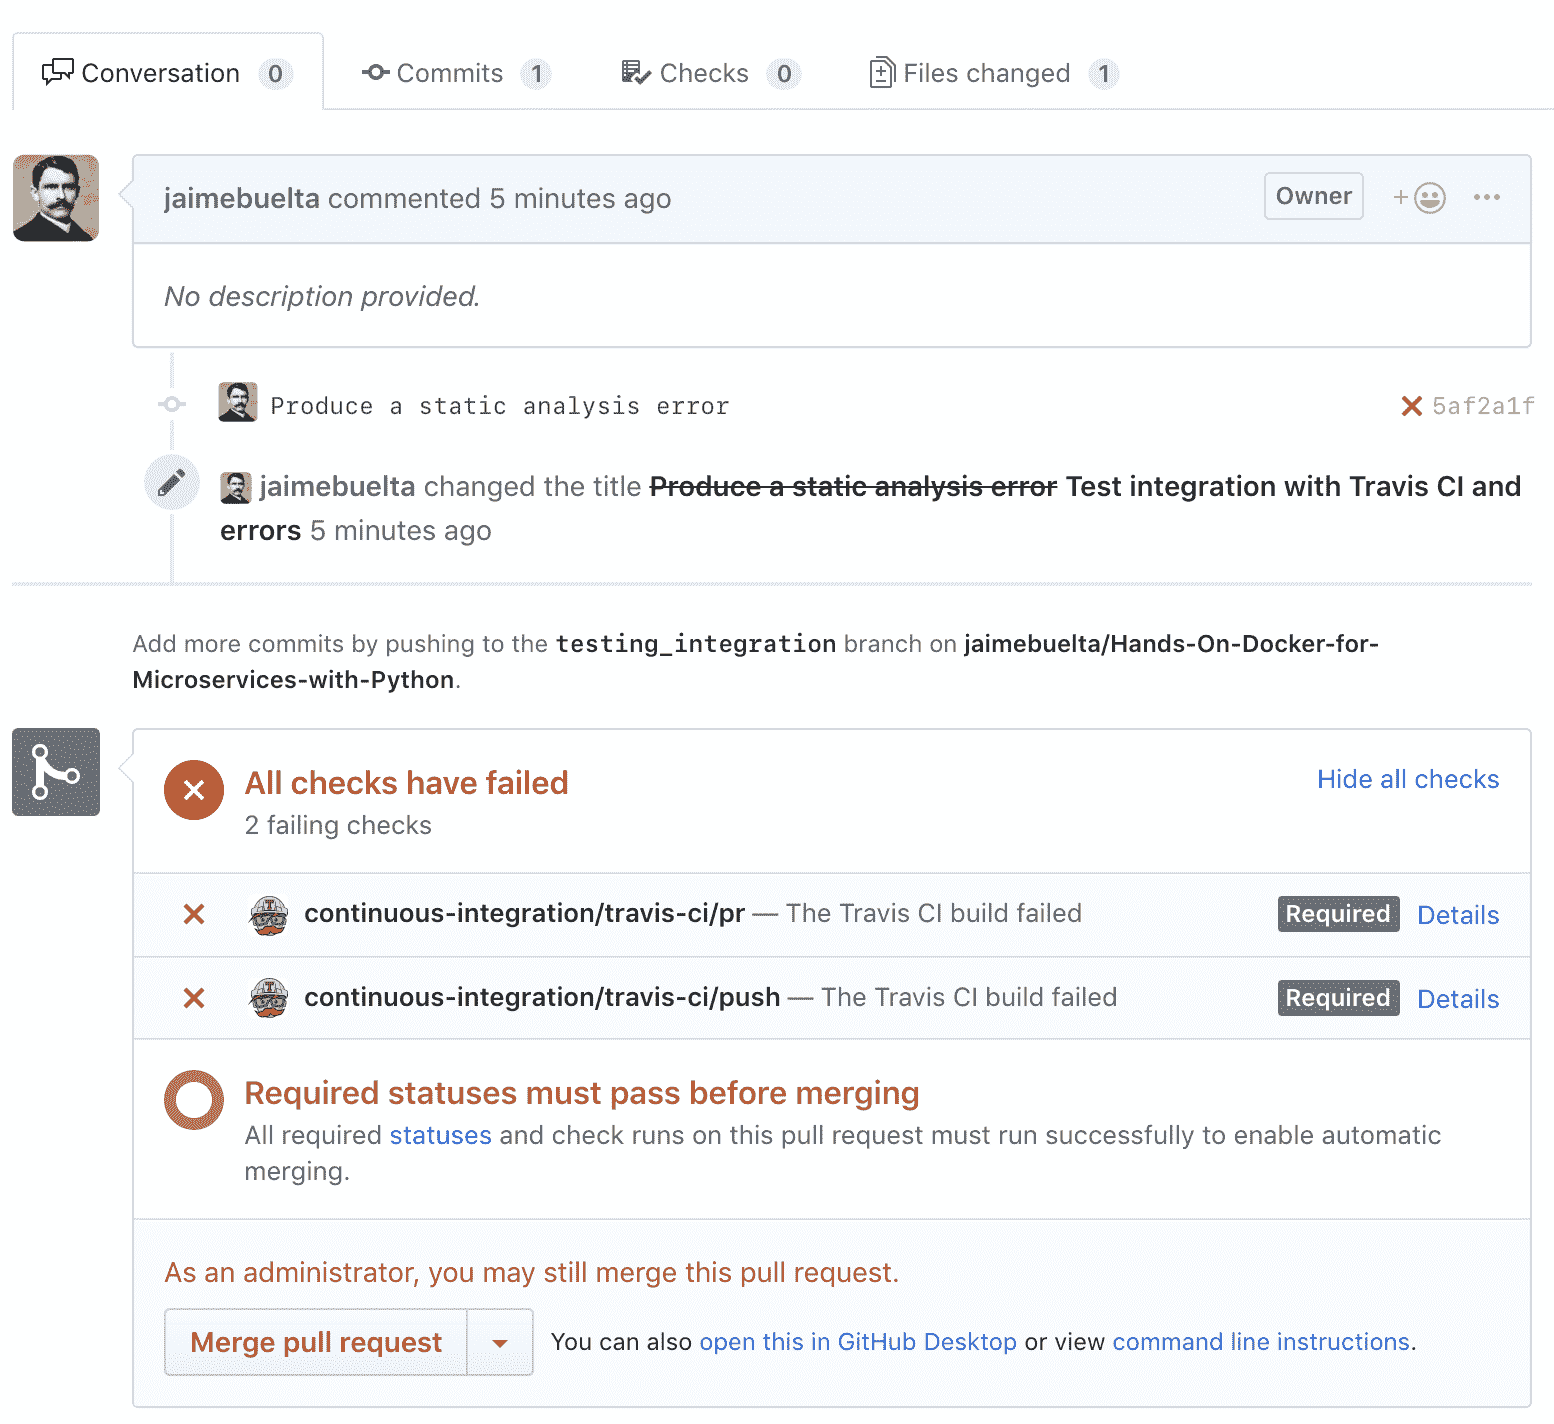 Conversation 0 Commits 1 Checks 0 Files changed 1
jaimebuelta commented 5 minutes ago Owner
No description provided.
Produce a static analysis error 5af2a1f
jaimebuelta changed the title Produce a static analysis error Test integration with Travis CI and
errors 5 minutes ago
Add more commits by pushing to the testing_integration branch on jaimebuelta/Hands-On-Docker-for-
Microservices-with-Python.
All checks have failed Hide all checks
2 failing checks
continuous-integration/travis-ci/pr — The Travis CI build failed Required Details
continuous-integration/travis-ci/push — The Travis CI build failed Required Details
Required statuses must pass before merging
All required statuses and check runs on this pull request must run successfully to enable automatic
merging.
As an administrator, you may still merge this pull request.
Merge pull request You can also open this in GitHub Desktop or view command line instructions.